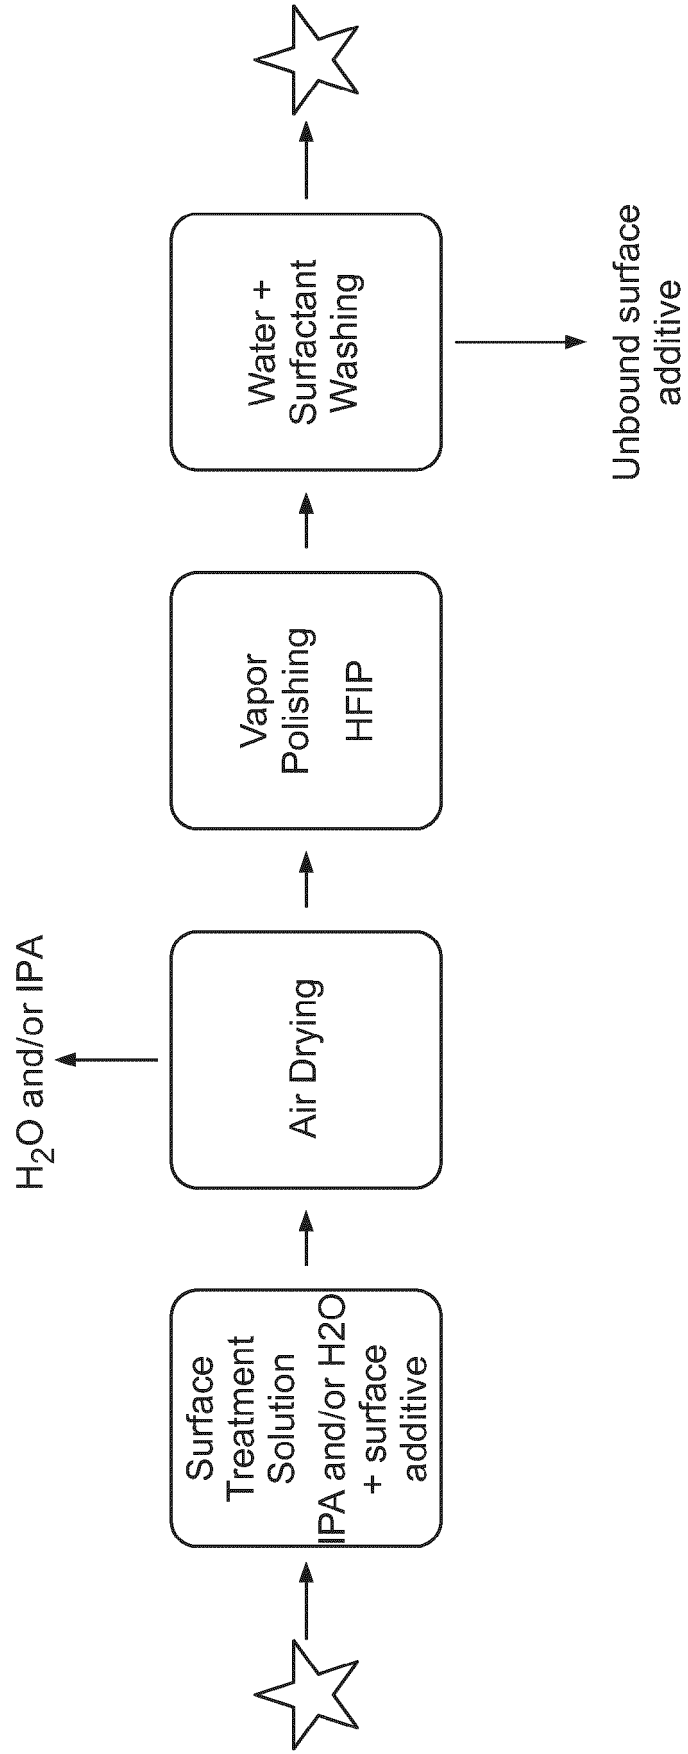 Surface
Treatment
Solution
IPA and/or H2O
+ surface
additive
H₂O and/or IPA
Air Drying
Vapor
Polishing
HFIP
Water +
Surfactant
Washing
Unbound surface
additive